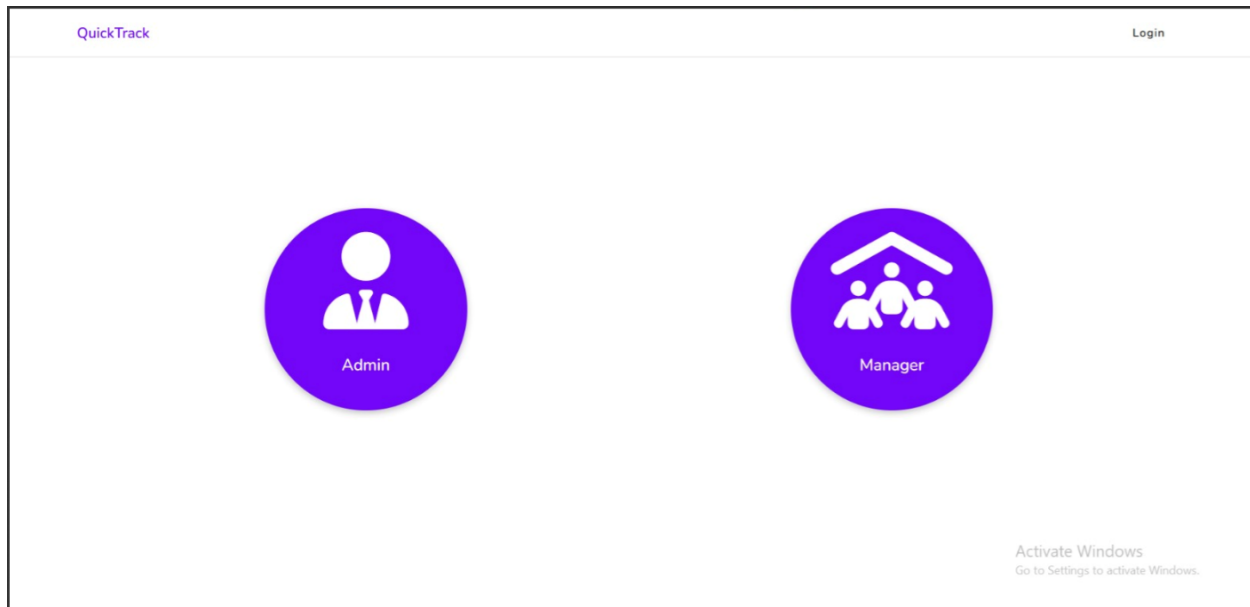 QuickTrack
Login
Admin
Manager
Activate Windows
Go to Settings to activate Windows.